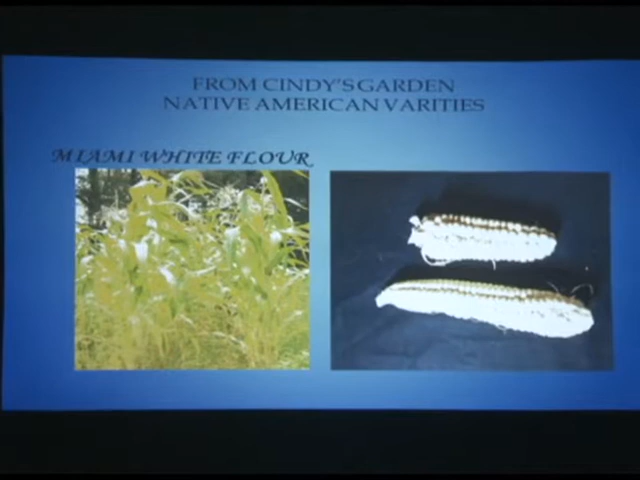 FROM CINDY'S GARDEN
NATIVE AMERICAN VARITIES
MIAMI WHITE FLOUR